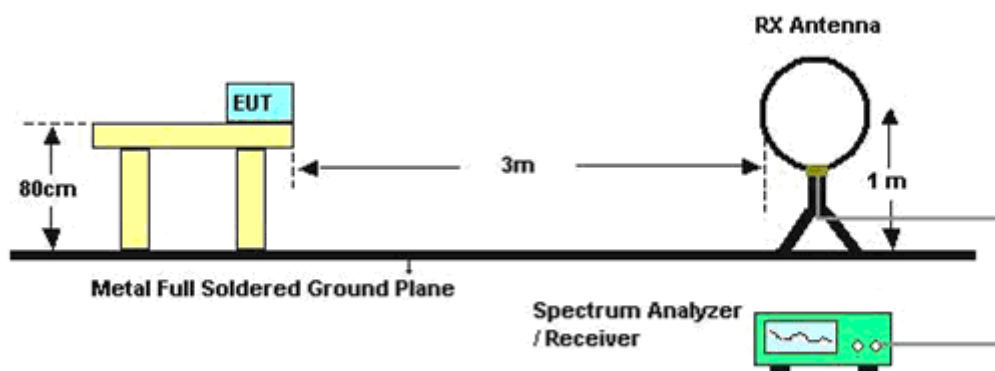 RX Antenna
EUT
80cm
3m
1 m
Metal Full Soldered Ground Plane
Spectrum Analyzer
/ Receiver